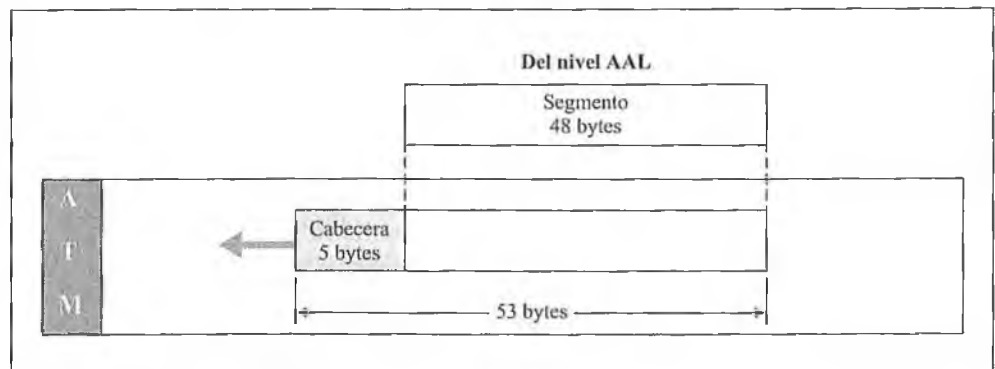 Del nivel AAL
Segmento
48 bytes
A
T
M
Cabecera
5 bytes
53 bytes